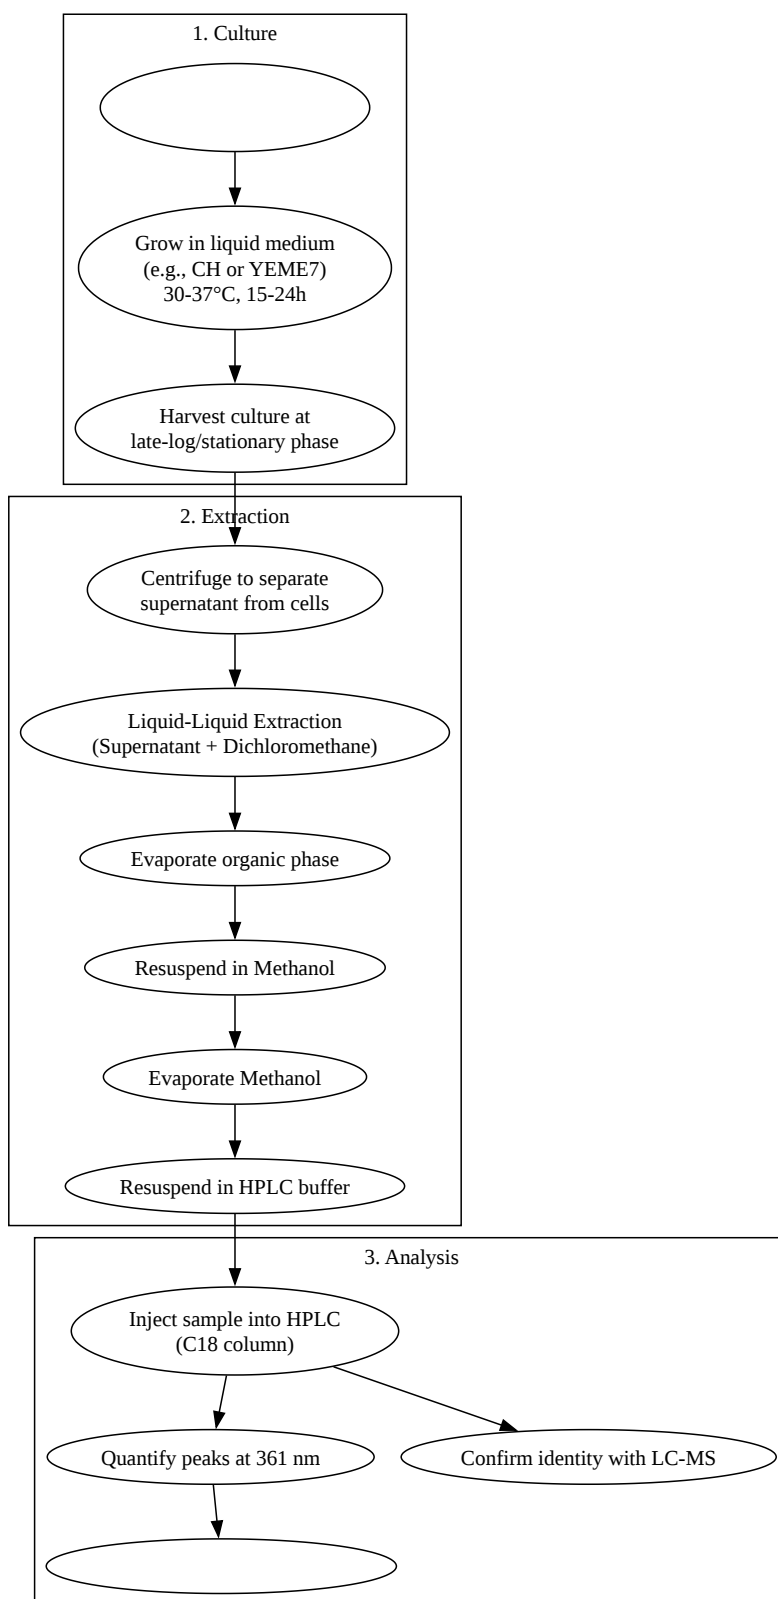 1. Culture
Grow in liquid medium
(e.g., CH or YEME7)
30-37°C, 15-24h
Harvest culture at
late-log/stationary phase
2. Extraction
Centrifuge to separate
supernatant from cells
Liquid-Liquid Extraction
(Supernatant + Dichloromethane)
Evaporate organic phase
Resuspend in Methanol
Evaporate Methanol
Resuspend in HPLC buffer
3. Analysis
Inject sample into HPLC
(C18 column)
Quantify peaks at 361 nm
Confirm identity with LC-MS